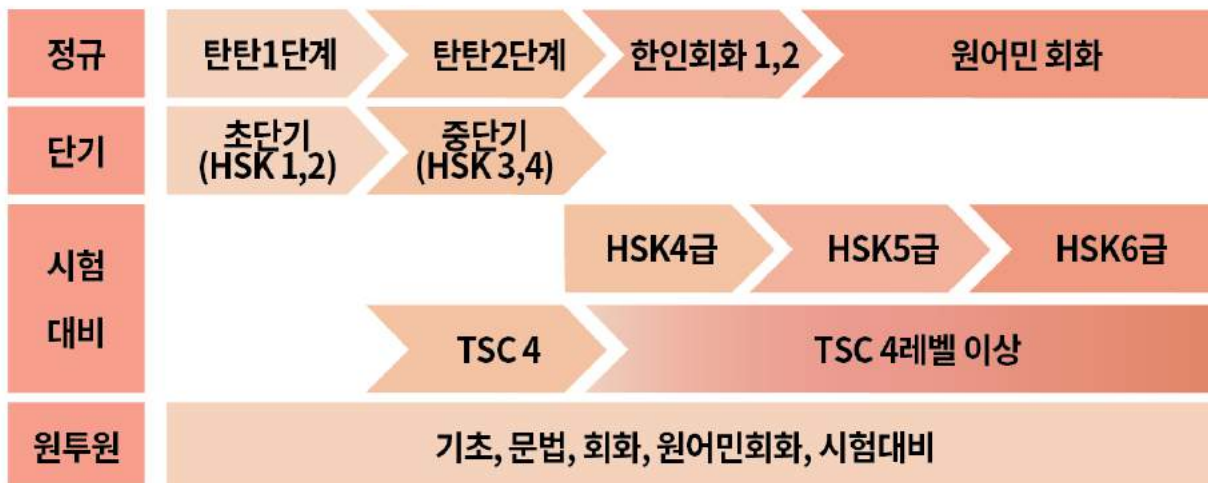 정규
탄탄1단계
탄탄2단계
한인회화 1,2
원어민 회화
단기
초단기
(HSK 1,2)
중단기
(HSK 3,4)
시험
대비
HSK4급
HSK5급
HSK6급
TSC 4
TSC 4레벨 이상
원투원
기초, 문법, 회화, 원어민회화, 시험대비